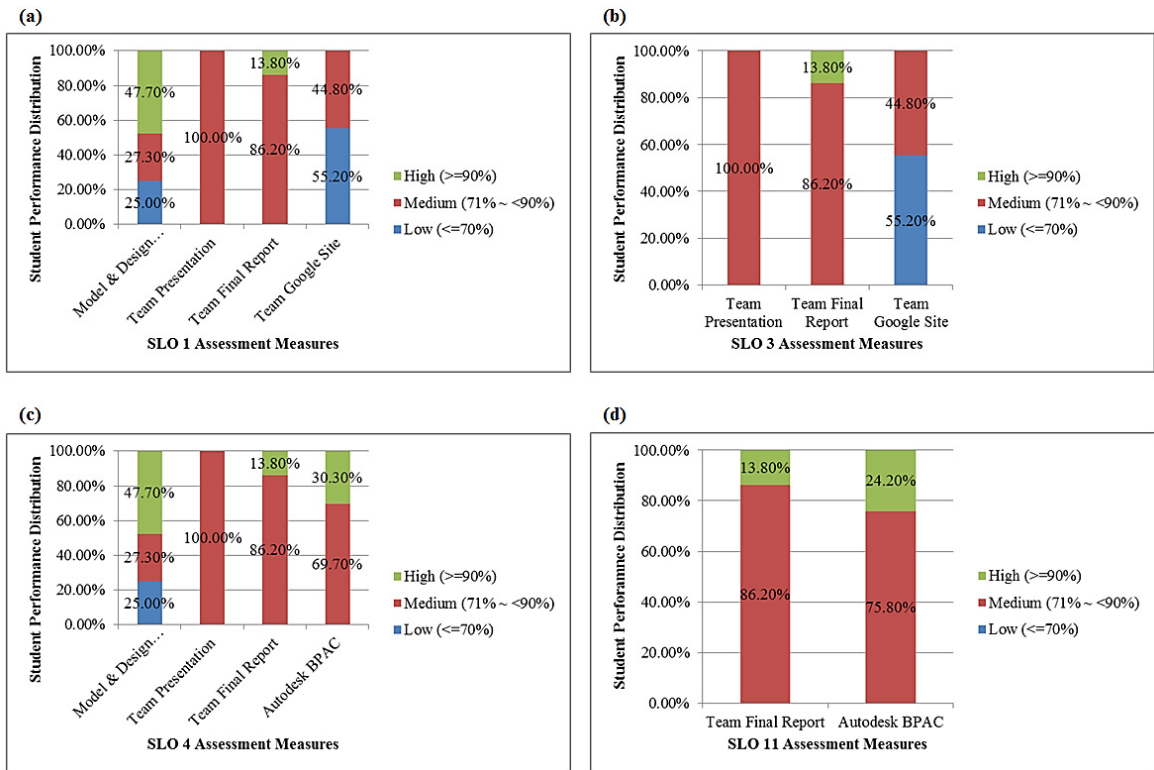 (a)
100.00%
80.00%
60.00%
40.00%
20.00%
0.00%
Student Performance Distribution
47.70%
27.30%
25.00%
100.00%
13.80%
86.20%
44.80%
55.20%
Model & Design…
Team Presentation
Team Final Report
Team Google Site
SLO 1 Assessment Measures
High (>=90%)
Medium (71% ~ <90%)
Low (<=70%)
(b)
100.00%
80.00%
60.00%
40.00%
20.00%
0.00%
Student Performance Distribution
100.00%
13.80%
86.20%
44.80%
55.20%
Team
Presentation
Team Final
Report
Team
Google Site
SLO 3 Assessment Measures
High (>=90%)
Medium (71% ~ <90%)
Low (<=70%)
(c)
100.00%
80.00%
60.00%
40.00%
20.00%
0.00%
Student Performance Distribution
47.70%
27.30%
25.00%
100.00%
13.80%
86.20%
30.30%
69.70%
Model & Design…
Team Presentation
Team Final Report
Autodesk BPAC
SLO 4 Assessment Measures
High (>=90%)
Medium (71% ~ <90%)
Low (<=70%)
(d)
100.00%
80.00%
60.00%
40.00%
20.00%
0.00%
Student Perforamnce Distribution
13.80%
86.20%
24.20%
75.80%
Team Final Report
Autodesk BPAC
SLO 11 Assessment Measures
High (>=90%)
Medium (71% ~ <90%)
Low (<=70%)